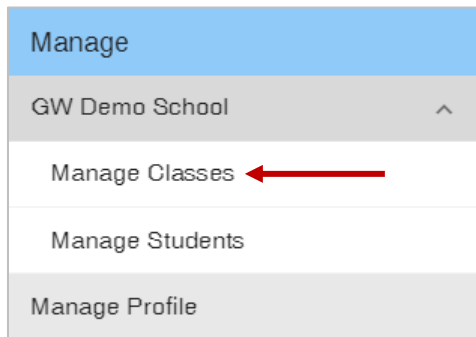 Manage
GW Demo School
Manage Classes
Manage Students
Manage Profile